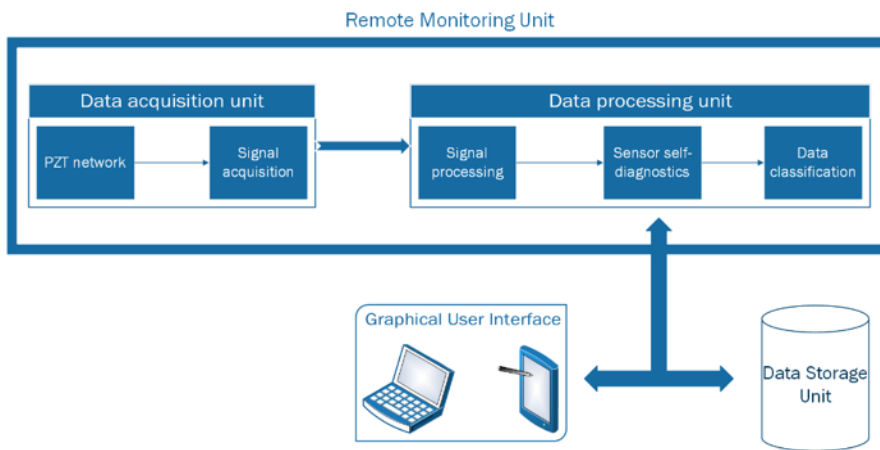 Remote Monitoring Unit
Data acquisition unit
PZT network
Signal
acquisition
Data processing unit
Signal
processing
Sensor self-
diagnostics
Data
classification
Graphical User Interface
Data Storage
Unit